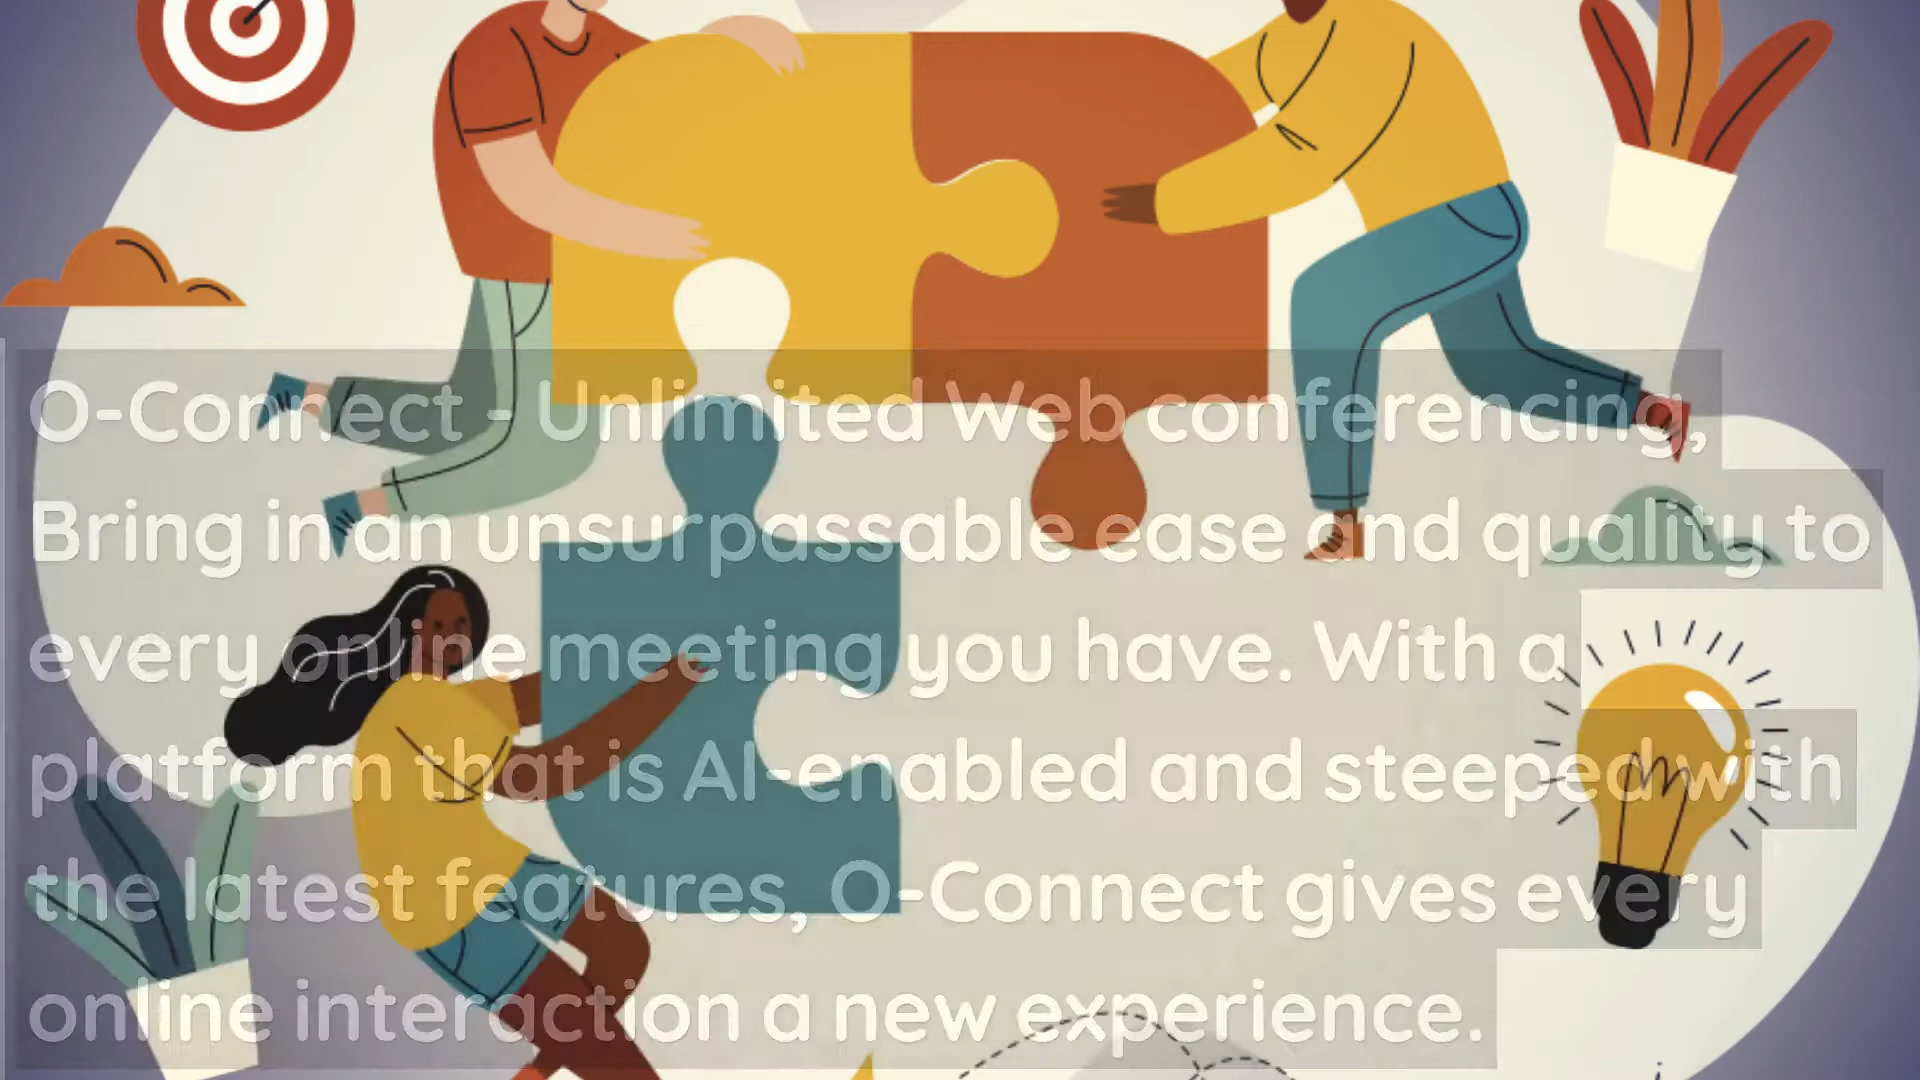 O-Connect - Unlimited Web conferencing,
Bring in an unsurpassable ease and quality to
every online meeting you have. With a
platform that is AI-enabled and steeped with
the latest features, O-Connect gives every
online interaction a new experience.